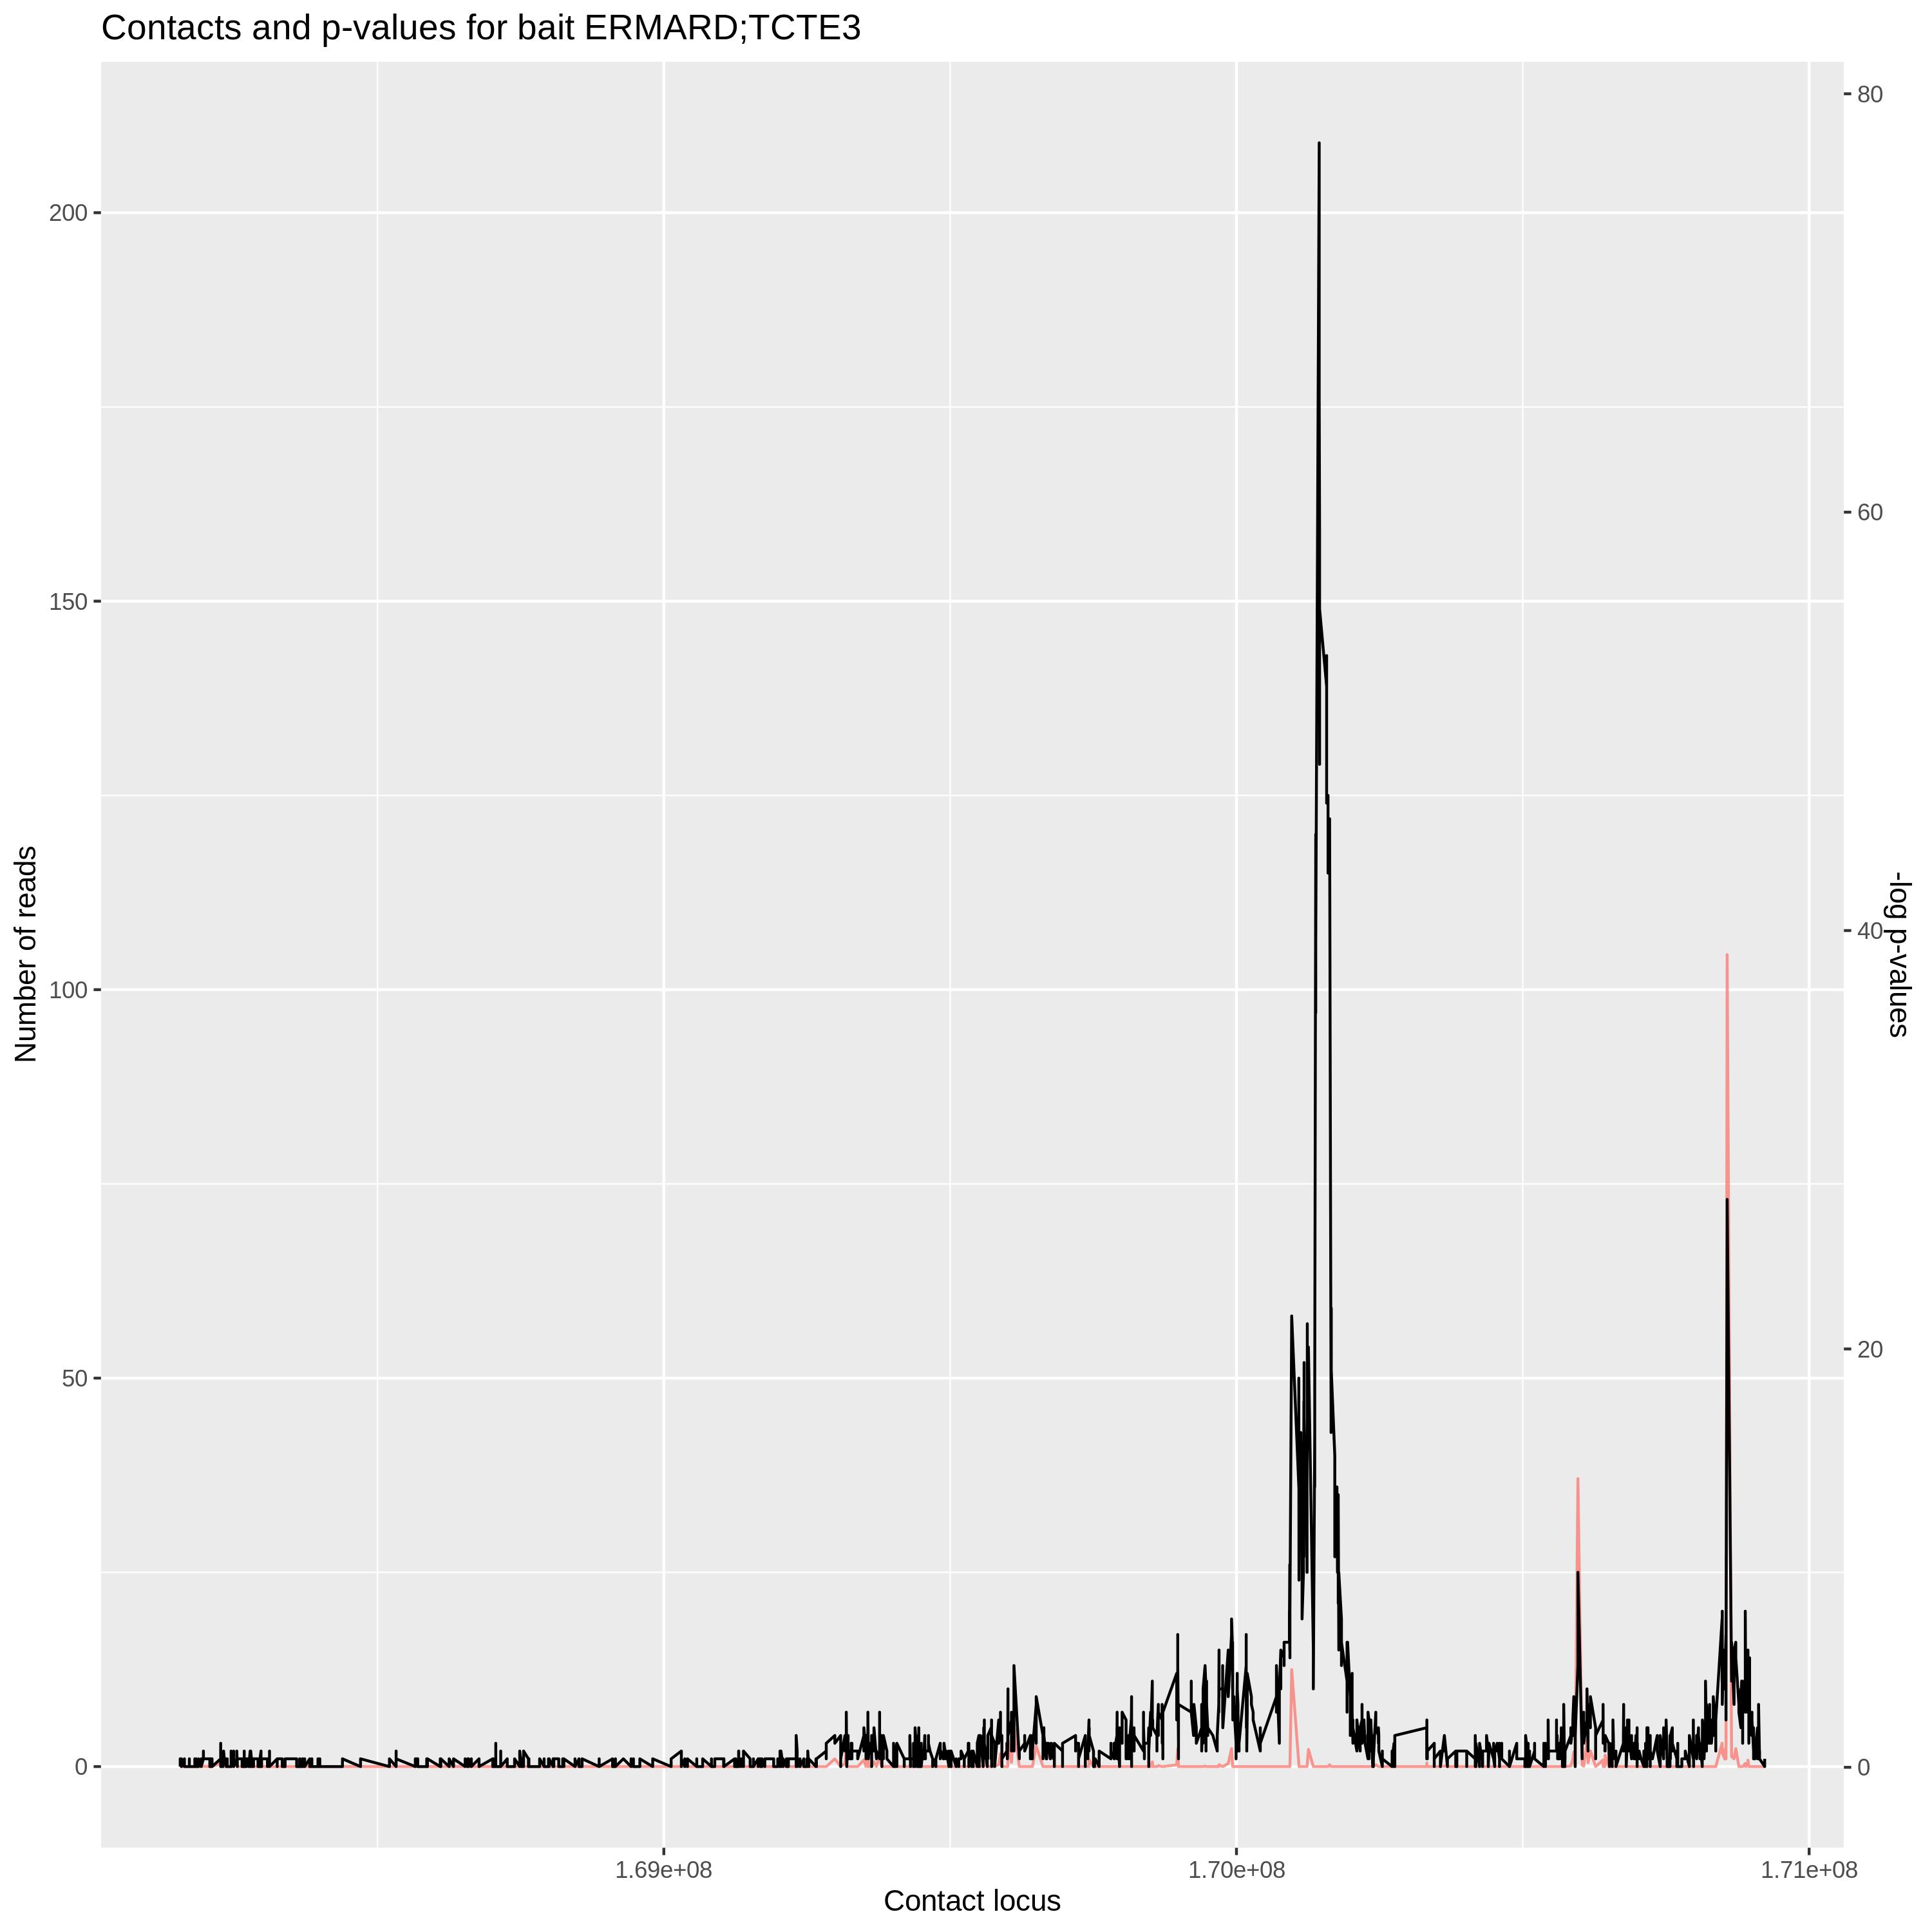 Contacts and p-values for bait ERMARD;TCTE3
Number of reads
200
150
100
50
0
80
60
40
20
0
-log p-values
1.69e+08
1.70e+08
1.71e+08
Contact locus